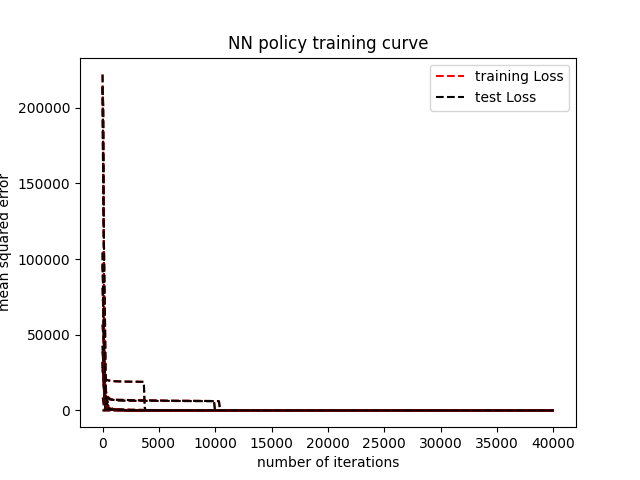 NN policy training curve
training Loss
test Loss
200000
150000
100000
50000
0
mean squared error
0 5000 10000 15000 20000 25000 30000 35000 40000
number of iterations